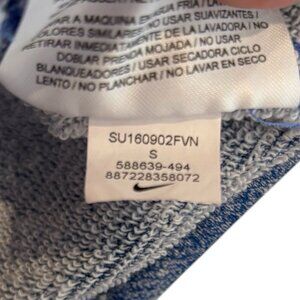 AR A MAQUINA EN AGUA FRIA / LAVAR
COLORES SIMILARES / NO USAR SUAVIZANTES /
RETIRAR INMEDIATAMENTE DE LA LAVADORA / NO
DOBLAR PRENDA MOJADA / NO USAR
BLANQUEADORES / USAR SECADORA CICLO
LENTO / NO PLANCHAR / NO LAVAR EN SECO
SU160902FVN
S
588639-494
887228358072